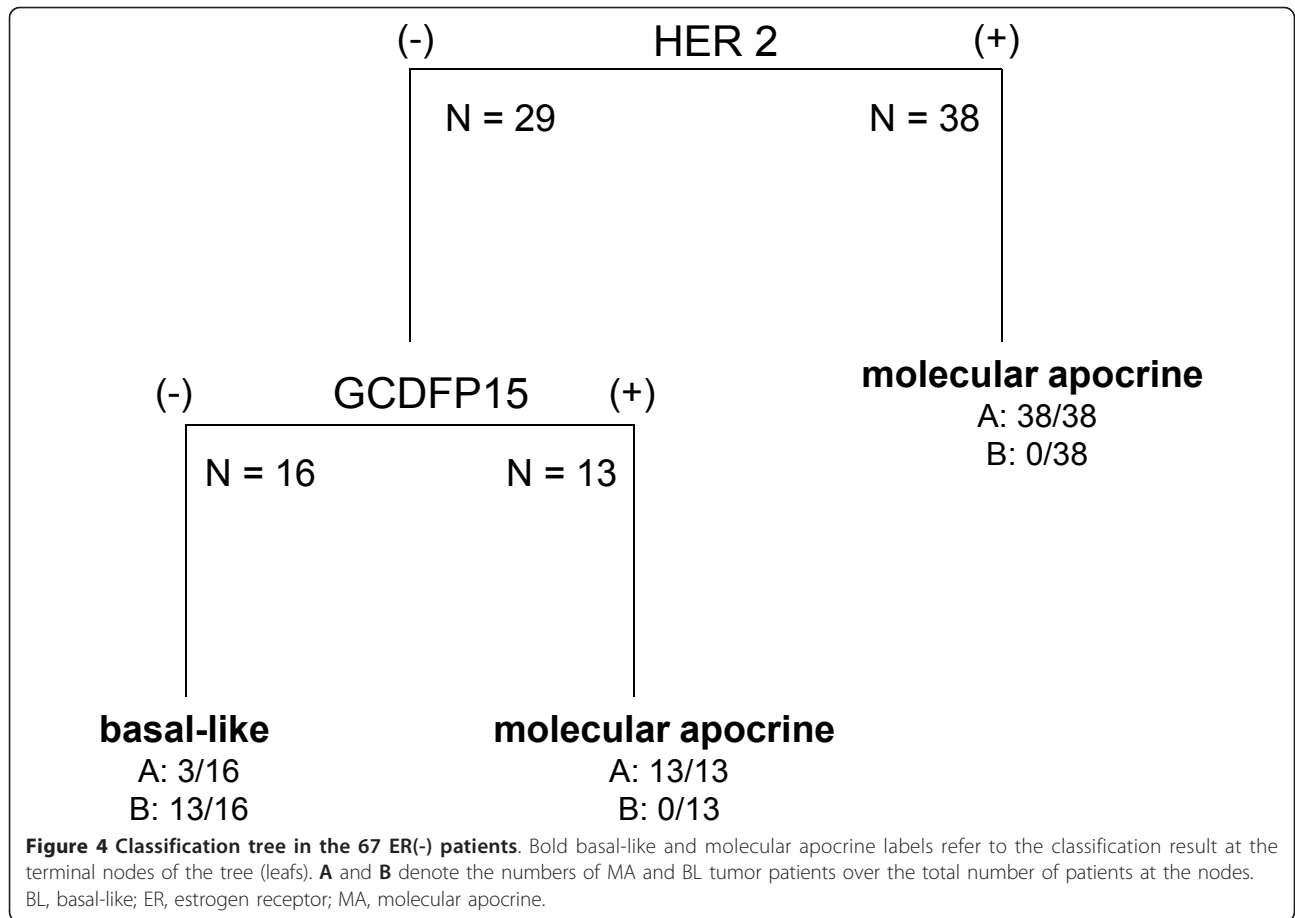 (-) HER 2 (+)
N = 29 N = 38
molecular apocrine
A: 38/38
B: 0/38
(-) GCDFP15 (+)
N = 16 N = 13
basal-like molecular apocrine
A: 3/16 A: 13/13
B: 13/16 B: 0/13
Figure 4 Classification tree in the 67 ER(-) patients. Bold basal-like and molecular apocrine labels refer to the classification result at the
terminal nodes of the tree (leafs). A and B denote the numbers of MA and BL tumor patients over the total number of patients at the nodes.
BL, basal-like; ER, estrogen receptor; MA, molecular apocrine.